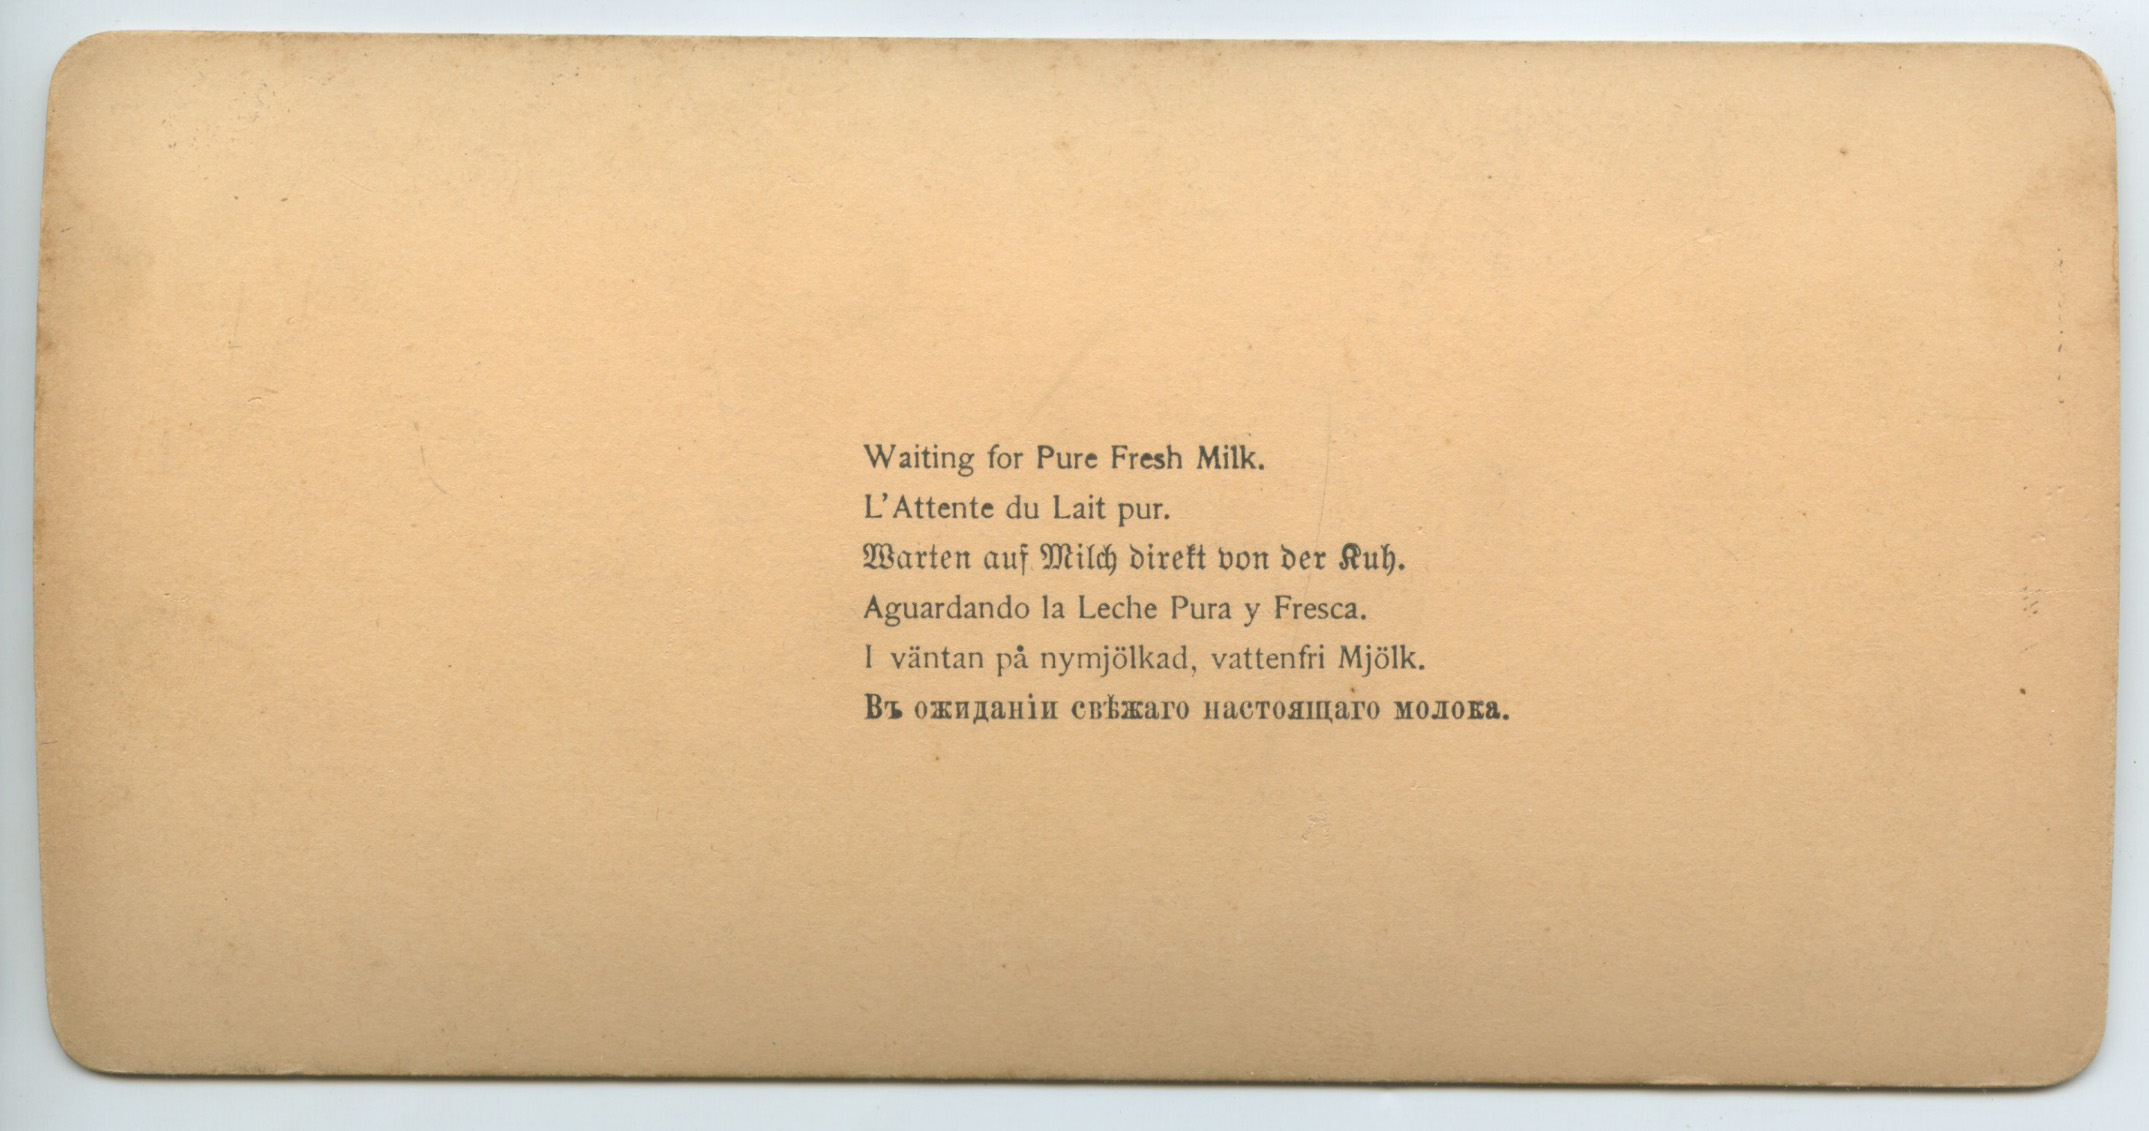 Waiting for Pure Fresh Milk.
L'Attente du Lait pur.
Warten auf Milch direkt von der Kuh.
Aguardando la Leche Pura y Fresca.
I väntan på nymjölkad, vattenfri Mjölk.
Въ ожиданіи свѣжаго настоящаго молока.